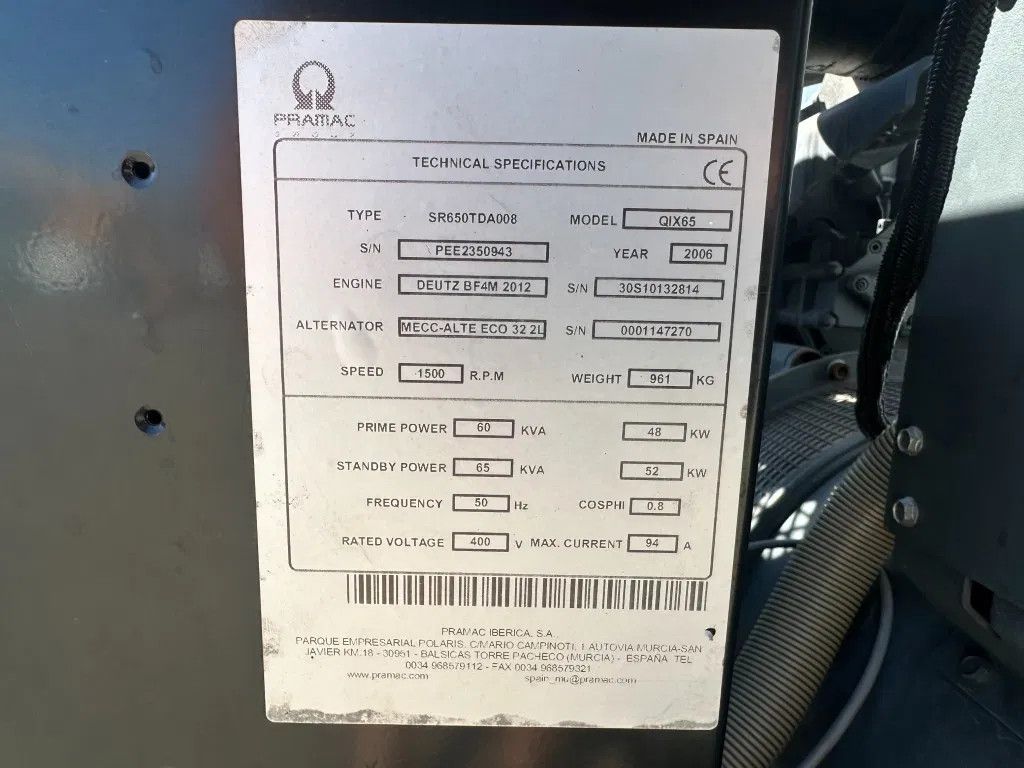 PRAMAC
MADE IN SPAIN
TECHNICAL SPECIFICATIONS CE
TYPE SR650TDA008 MODEL QIX65
S/N PEE2350943 YEAR 2006
ENGINE DEUTZ BF4M 2012 S/N 30S10132814
ALTERNATOR MECC-ALTE ECO 32 2L S/N 0001147270
SPEED 1500 R.P.M WEIGHT 961 KG
PRIME POWER 60 KVA 48 KW
STANDBY POWER 65 KVA 52 KW
FREQUENCY 50 Hz COSPHI 0.8
RATED VOLTAGE 400 V MAX. CURRENT 94 A
PRAMAC IBERICA, S.A.
PARQUE EMPRESARIAL POLARIS, C/MARIO CAMPINOTI, 1 AUTOVIA MURCIA-SAN
JAVIER KM.18 - 30591 - BALSICAS TORRE PACHECO (MURCIA) - ESPAÑA TEL
0034 968579112 - FAX 0034 968579321
www.pramac.com spain_mu@pramac.com